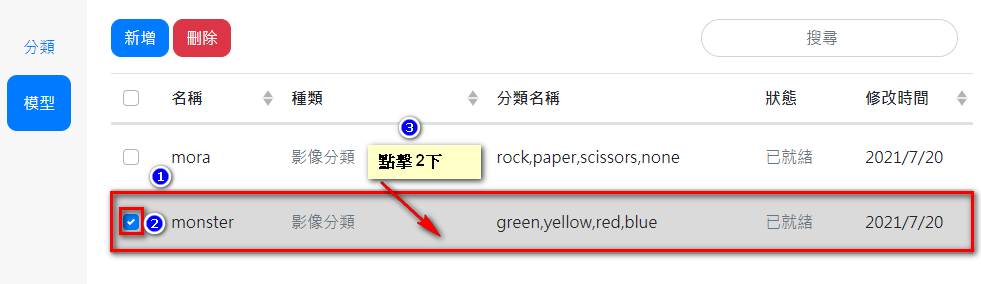 分類
模型
新增 刪除 搜尋
名稱 種類 分類名稱 狀態 修改時間
3
點擊 2下
mora 影像分類 rock,paper,scissors,none 已就緒 2021/7/20
1
2 monster 影像分類 green,yellow,red,blue 已就緒 2021/7/20